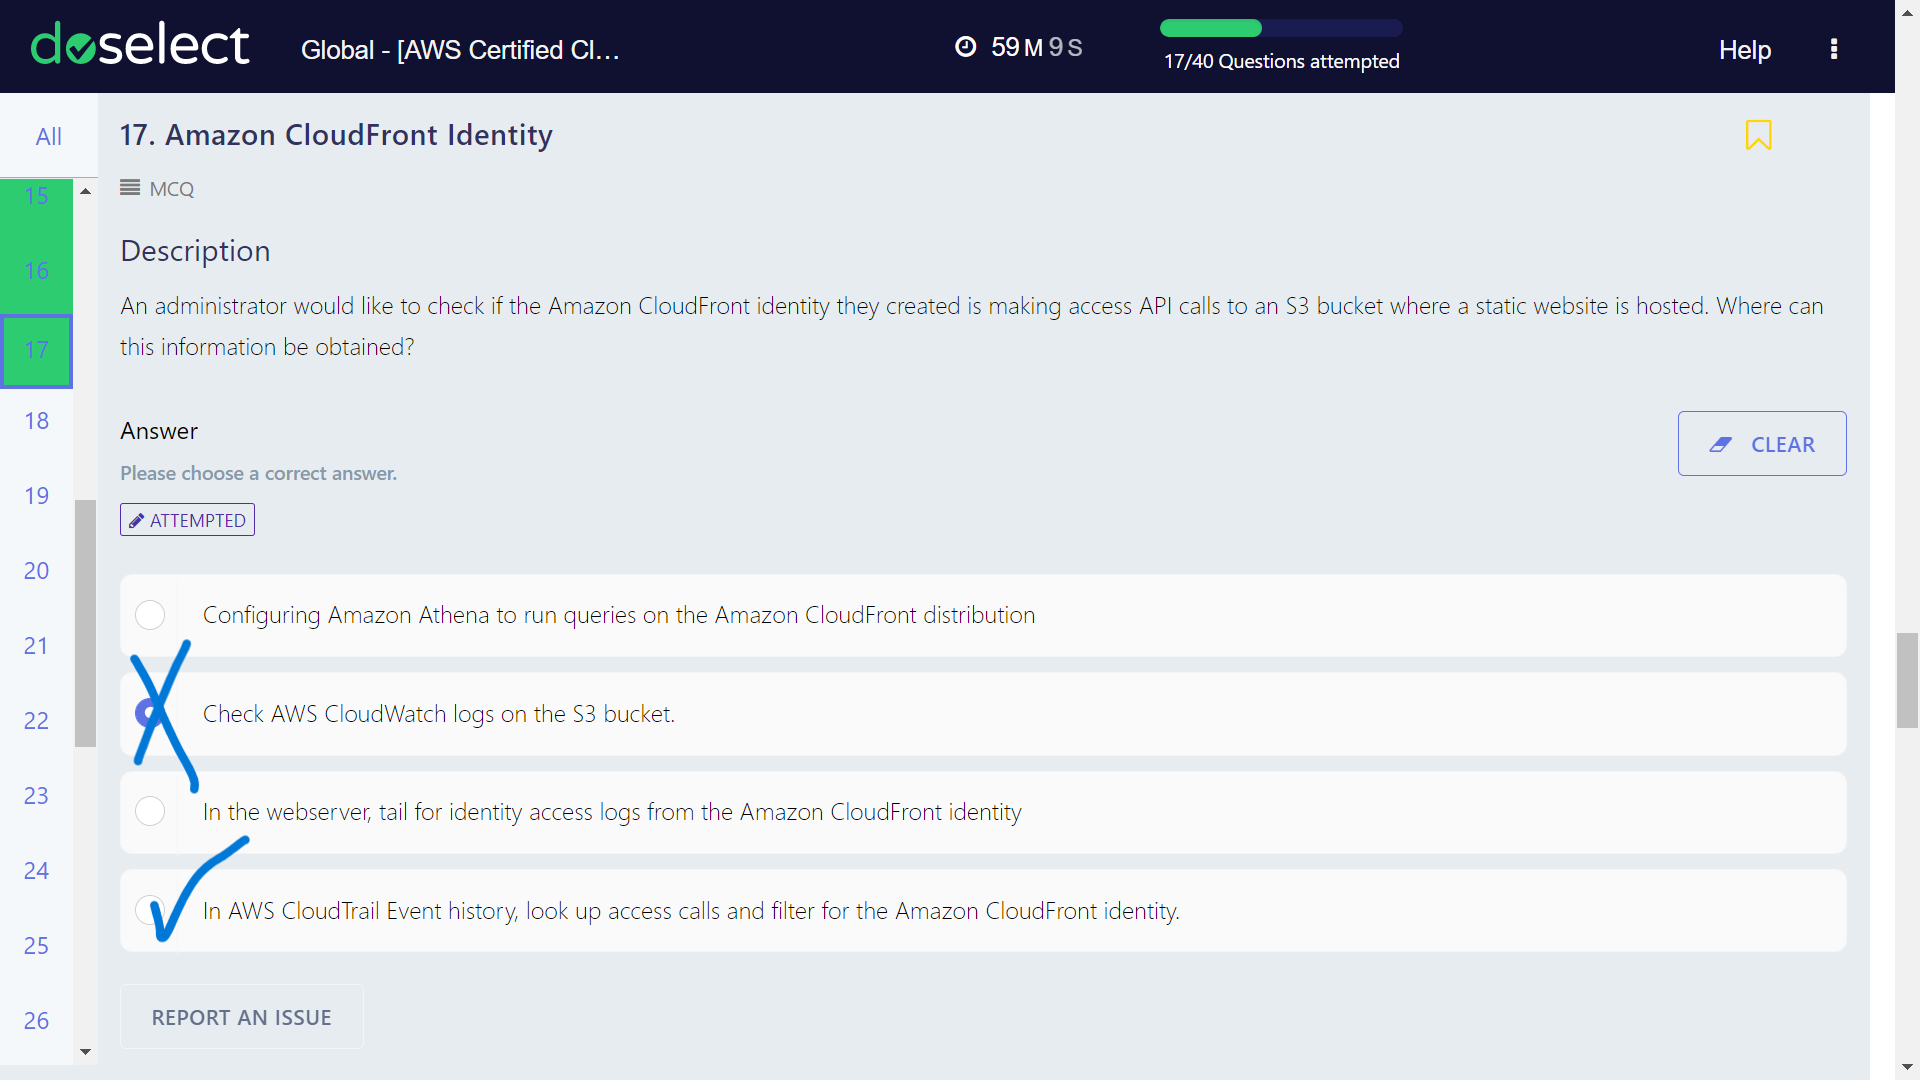 doselect
Global - [AWS Certified Cl...
59 M 9 S
17/40 Questions attempted
Help
All
15
16
17
18
19
20
21
22
23
24
25
26
17. Amazon CloudFront Identity
MCQ
Description
An administrator would like to check if the Amazon CloudFront identity they created is making access API calls to an S3 bucket where a static website is hosted. Where can
this information be obtained?
Answer
CLEAR
Please choose a correct answer.
ATTEMPTED
Configuring Amazon Athena to run queries on the Amazon CloudFront distribution
Check AWS CloudWatch logs on the S3 bucket.
In the webserver, tail for identity access logs from the Amazon CloudFront identity
In AWS CloudTrail Event history, look up access calls and filter for the Amazon CloudFront identity.
REPORT AN ISSUE